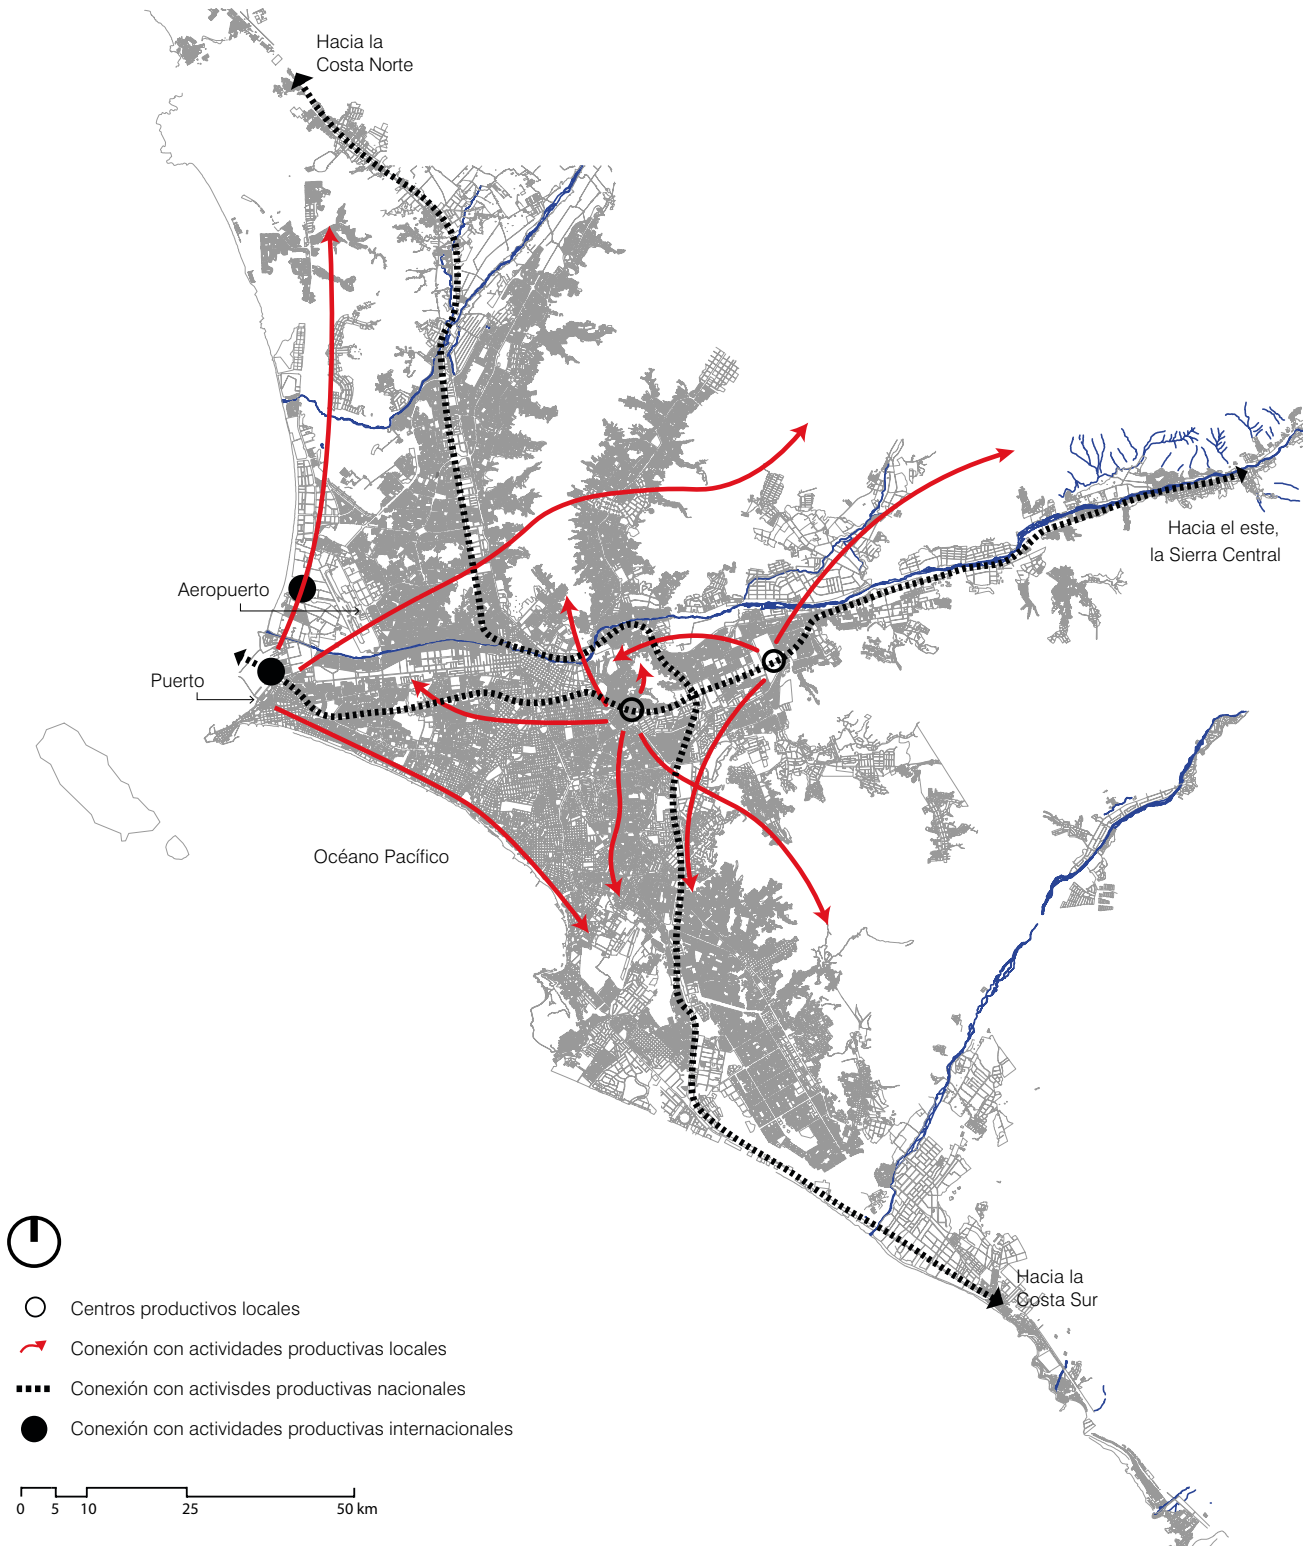 Hacia la
Costa Norte
Hacia el este,
la Sierra Central
Aeropuerto
Puerto
Océano Pacífico
Hacia la
Costa Sur
Centros productivos locales
Conexión con actividades productivas locales
Conexión con activisdes productivas nacionales
Conexión con actividades productivas internacionales
0 5 10 25 50 km